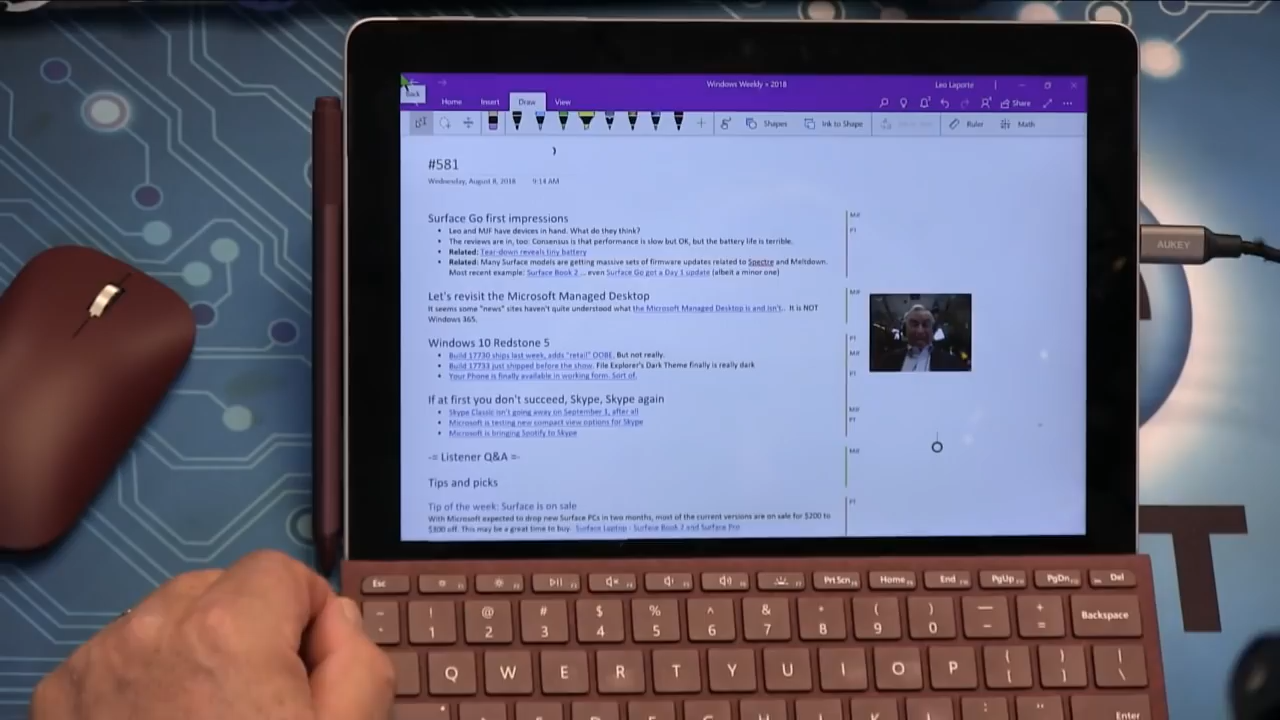 Windows Weekly » 2018
Leo Laporte
Back
Home Insert Draw View
Share
Shapes Ink to Shape Ruler Math
#581
Wednesday, August 8, 2018 9:14 AM
Surface Go first impressions
• Leo and MJF have devices in hand. What do they think?
• The reviews are in, too: Consensus is that performance is slow but OK, but the battery life is terrible.
• Related: Tear-down reveals tiny battery
• Related: Many Surface models are getting massive sets of firmware updates related to Spectre and Meltdown.
Most recent example: Surface Book 2 ... even Surface Go got a Day 1 update (albeit a minor one)
Let's revisit the Microsoft Managed Desktop
It seems some "news" sites haven't quite understood what the Microsoft Managed Desktop is and isn't.. It is NOT
Windows 365.
Windows 10 Redstone 5
• Build 17730 ships last week, adds "retail" OOBE. But not really.
• Build 17733 just shipped before the show. File Explorer's Dark Theme finally is really dark
• Your Phone is finally available in working form. Sort of.
If at first you don't succeed, Skype, Skype again
• Skype Classic isn't going away on September 1, after all
• Microsoft is testing new compact view options for Skype
• Microsoft is bringing Spotify to Skype
-= Listener Q&A =-
Tips and picks
Tip of the week: Surface is on sale
With Microsoft expected to drop new Surface PCs in two months, most of the current versions are on sale for $200 to
$300 off. This may be a great time to buy. Surface Laptop - Surface Book 2 and Surface Pro
AUKEY
T
Esc PrtScn Home End PgUp PgDn Del
~ ! @ # $ % ^ & * ( ) — +
1 2 3 4 5 6 7 8 9 0 - = Backspace
Q W E R T Y U I O P { [ } ] | \
Enter